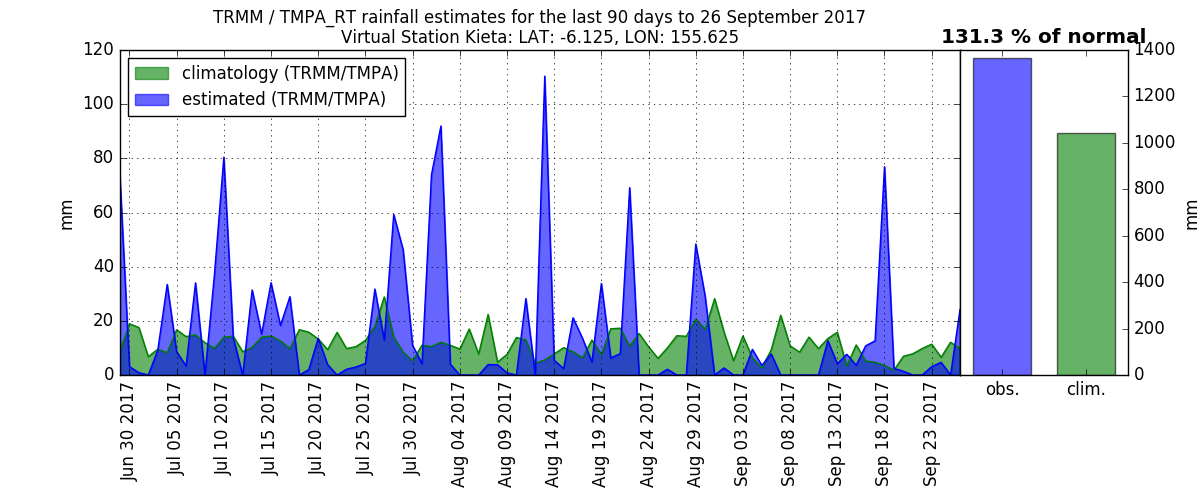 TRMM / TMPA_RT rainfall estimates for the last 90 days to 26 September 2017
Virtual Station Kieta: LAT: -6.125, LON: 155.625
131.3 % of normal
climatology (TRMM/TMPA)
estimated (TRMM/TMPA)
mm
120
100
80
60
40
20
0
Jun 30 2017
Jul 05 2017
Jul 10 2017
Jul 15 2017
Jul 20 2017
Jul 25 2017
Jul 30 2017
Aug 04 2017
Aug 09 2017
Aug 14 2017
Aug 19 2017
Aug 24 2017
Aug 29 2017
Sep 03 2017
Sep 08 2017
Sep 13 2017
Sep 18 2017
Sep 23 2017
obs.
clim.
1400
1200
1000
800
600
400
200
0
mm